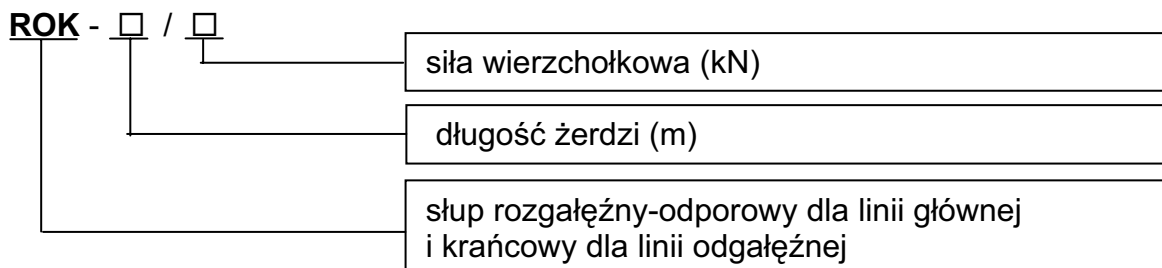 ROK - □ / □
siła wierzchołkowa (kN)
długość żerdzi (m)
słup rozgałęźny-odporowy dla linii głównej
i krańcowy dla linii odgałęźnej